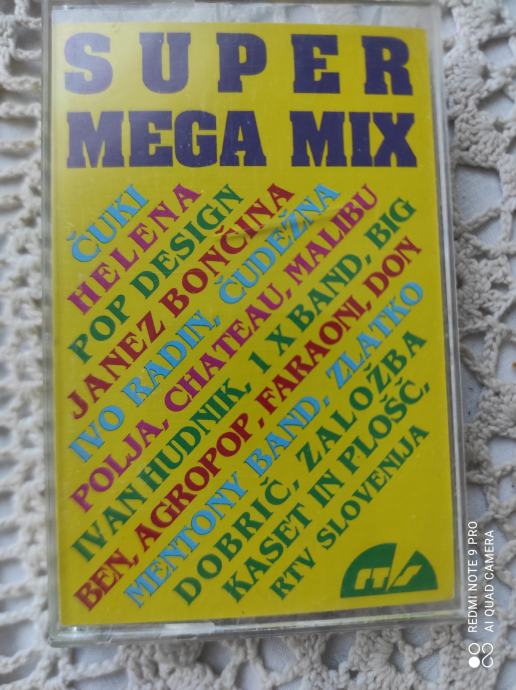 SUPER
MEGA MIX
ČUKI
HELENA
POP DESIGN
JANEZ BONČINA
IVO RADIN, ČUDEŽNA
POLJA, CHATEAU, MALIBU
IVAN HUDNIK, 1 X BAND, BIG
BEN, AGROPOP, FARAONI, DON
MENTONY BAND, ZLATKO
DOBRIČ, ZALOŽBA
KASET IN PLOŠČ,
RTV SLOVENIJA
RTVS
REDMI NOTE 9 PRO
AI QUAD CAMERA